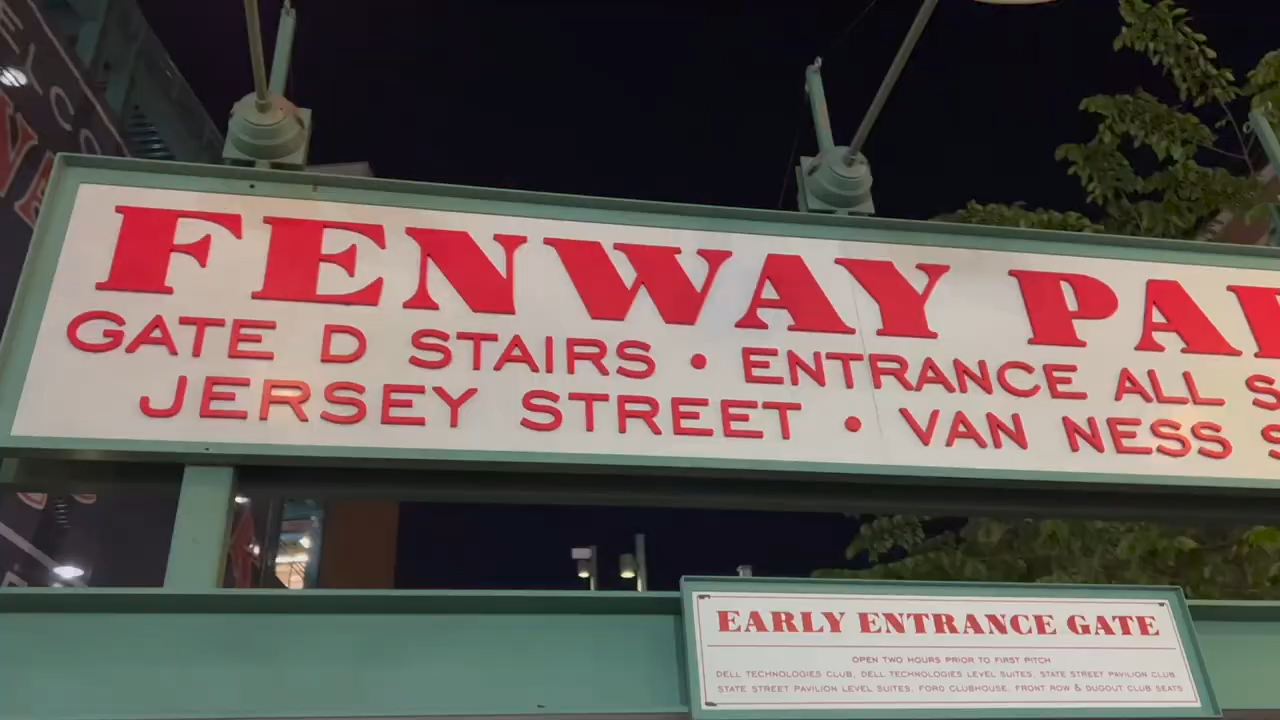 FENWAY PA
GATE D STAIRS • ENTRANCE ALL S
JERSEY STREET • VAN NESS S
EARLY ENTRANCE GATE
OPEN TWO HOURS PRIOR TO FIRST PITCH
DELL TECHNOLOGIES CLUB, DELL TECHNOLOGIES LEVEL SUITES, STATE STREET PAVILION CLUB
STATE STREET PAVILION LEVEL SUITES, FORD CLUBHOUSE, FRONT ROW & DUGOUT CLUB SEATS